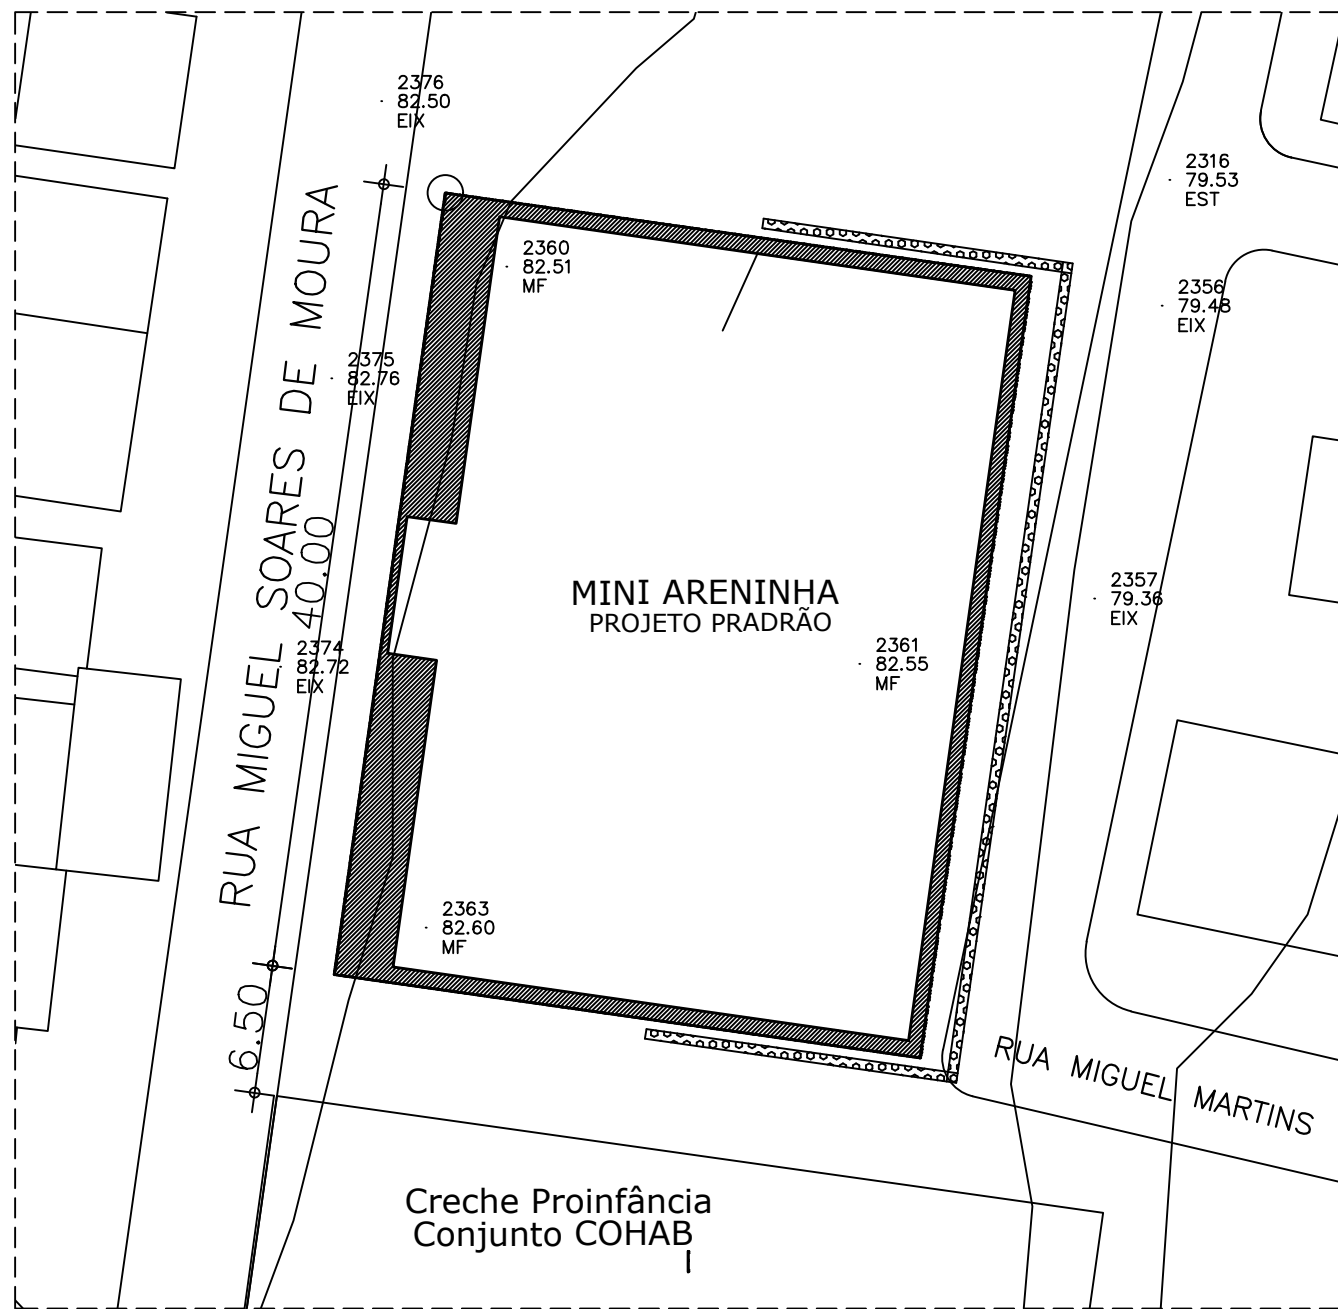 2376
82.50
EIX
2316
79.53
EST
2360
82.51
MF
2356
79.48
EIX
RUA MIGUEL SOARES DE MOURA
2375
82.76
EIX
40.00
MINI ARENINHA
PROJETO PRADRÃO
2357
79.36
EIX
2374
82.72
EIX
2361
82.55
MF
2363
82.60
MF
6.50
RUA MIGUEL MARTINS
Creche Proinfância
Conjunto COHAB